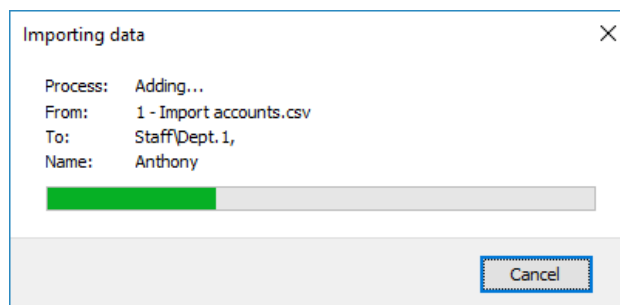 Importing data
Process: Adding...
From: 1 - Import accounts.csv
To: Staff\Dept. 1,
Name: Anthony
Cancel